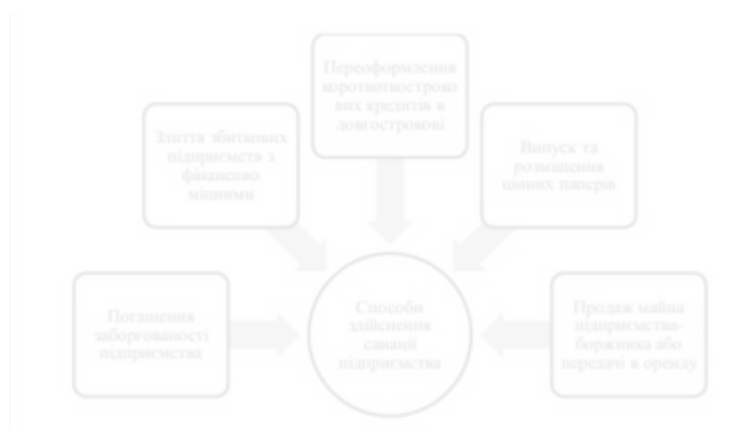 Переоформлення
короткотвостроко
вих кредитів в
довгострокові
Злиття збиткових
підприємств з
фінансово
міцними
Випуск та
розміщення
цінних паперів
Погашення
заборгованості
підприємства
Способи
здійснення
санації
підприємства
Продаж майна
підприємства-
боржника або
передачі в оренду